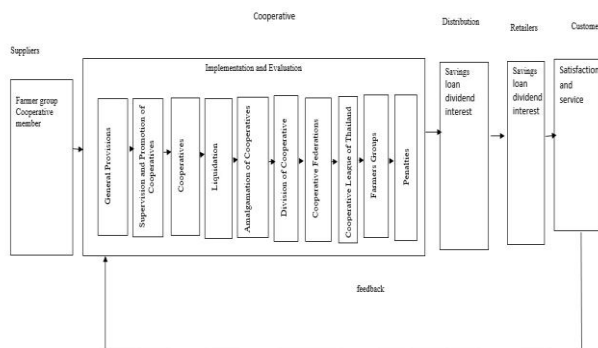 Cooperative
Distribution
Retailers
Custome
Suppliers
Farmer group
Cooperative
member
Implementation and Evaluation
General Provisions
Supervision and Promotion of
Cooperatives
Cooperatives
Liquidation
Amalgamation of Cooperatives
Division of Cooperative
Cooperative Federations
Cooperative League of Thailand
Farmers Groups
Penalties
Savings
loan
dividend
interest
Savings
loan
dividend
interest
Satisfaction
and
service
feedback